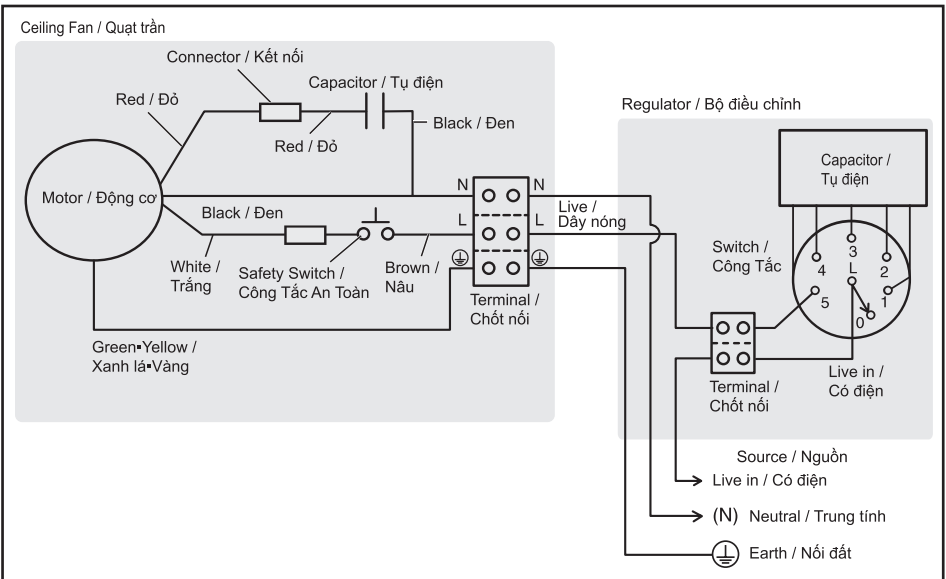 Ceiling Fan / Quạt trần
Connector / Kết nối
Capacitor / Tụ điện
Red / Đỏ
Red / Đỏ
Black / Đen
Motor / Động cơ
Black / Đen
White /
Trắng
Safety Switch /
Công Tắc An Toàn
Brown /
Nâu
N
N
L
L
Terminal /
Chốt nối
Green-Yellow /
Xanh lá-Vàng
Live /
Dây nóng
Regulator / Bộ điều chỉnh
Capacitor /
Tụ điện
Switch /
Công Tắc
3
4
L
2
5
1
0
Terminal /
Chốt nối
Live in /
Có điện
Source / Nguồn
Live in / Có điện
(N) Neutral / Trung tính
Earth / Nối đất